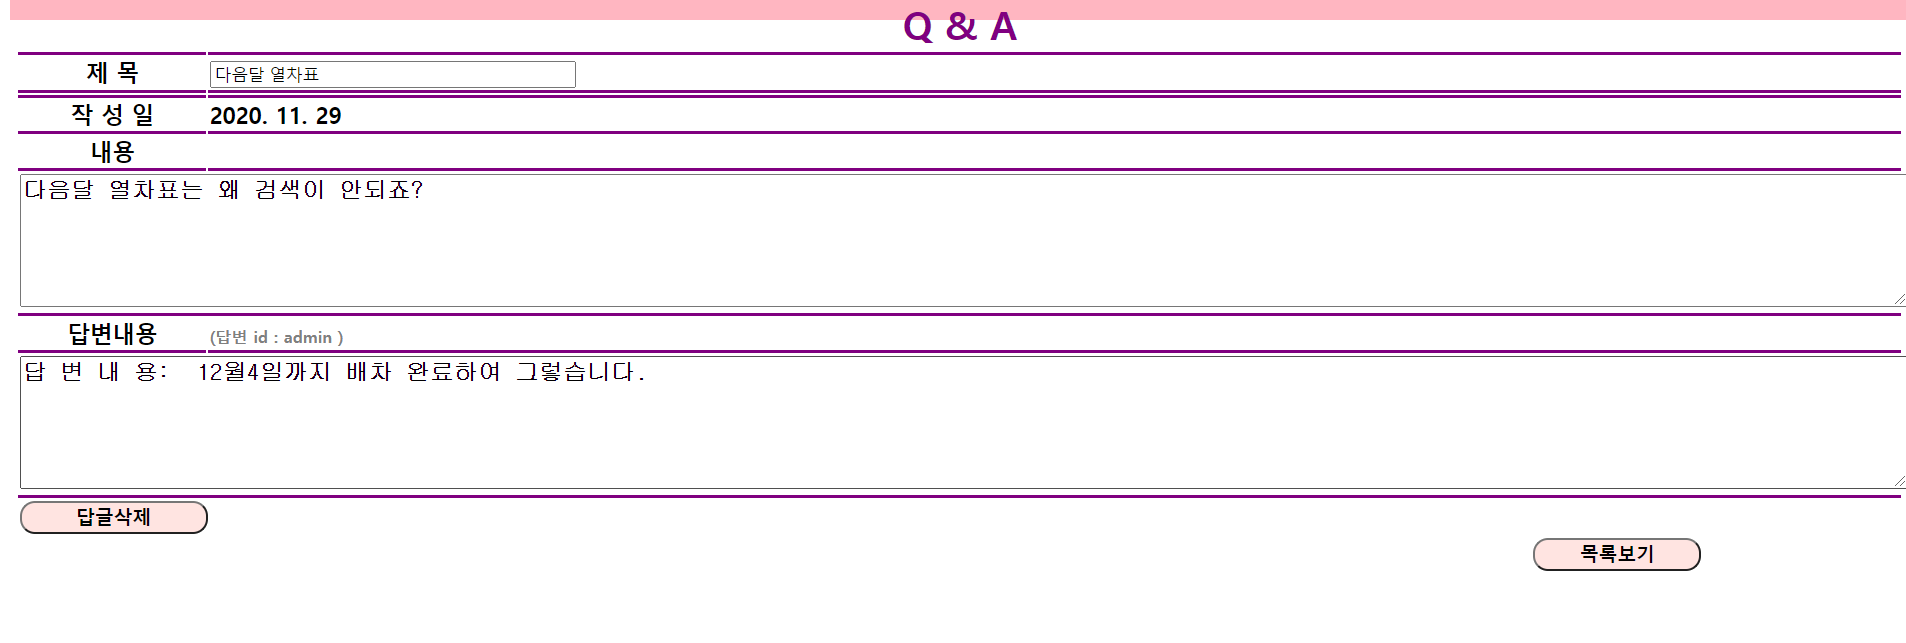 Q & A
제 목 다음달 열차표
작 성 일 2020. 11. 29
내용
다음달 열차표는 왜 검색이 안되죠?
답변내용 (답변 id : admin )
답 변 내 용: 12월4일까지 배차 완료하여 그렇습니다.
답글삭제
목록보기